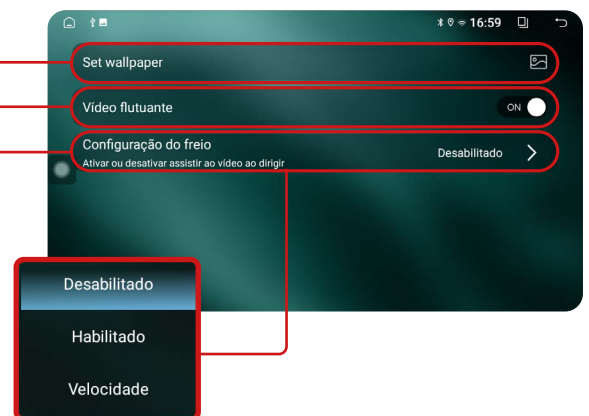 16:59
Set wallpaper
Vídeo flutuante
ON
Configuração do freio
Ativar ou desativar assistir ao vídeo ao dirigir
Desabilitado
Desabilitado
Habilitado
Velocidade